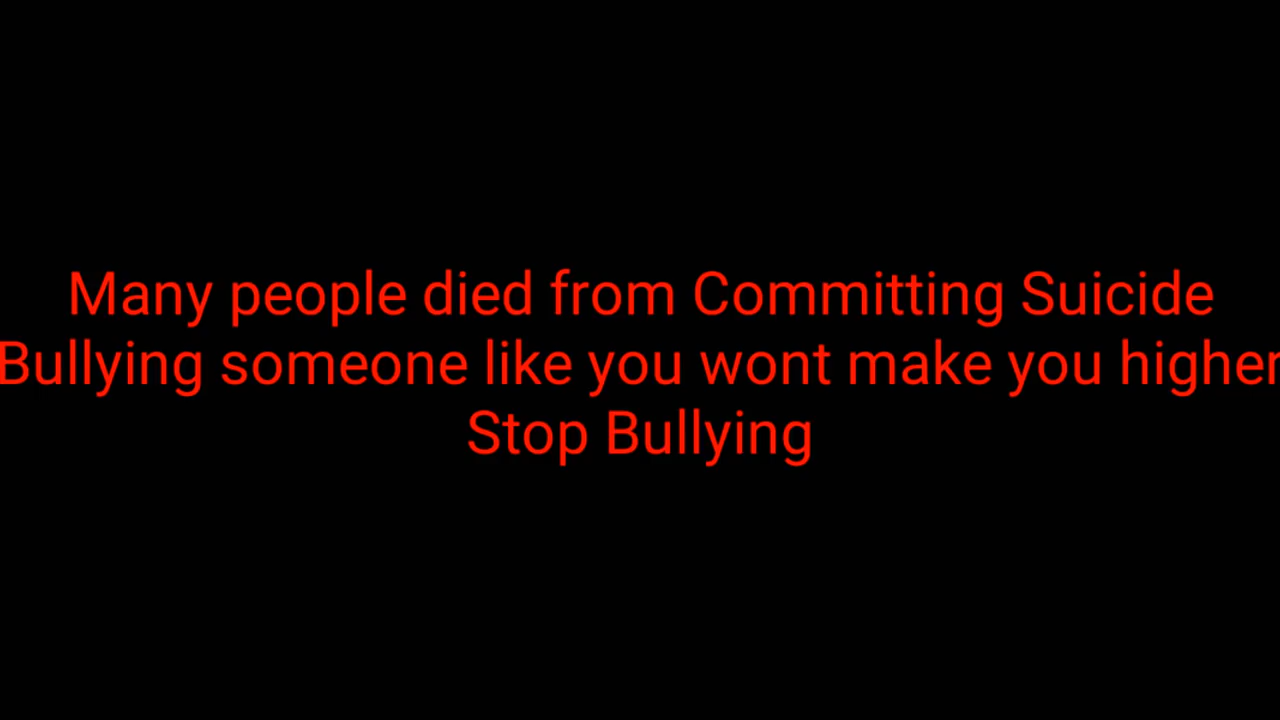 Many people died from Committing Suicide
Bullying someone like you wont make you higher
Stop Bullying